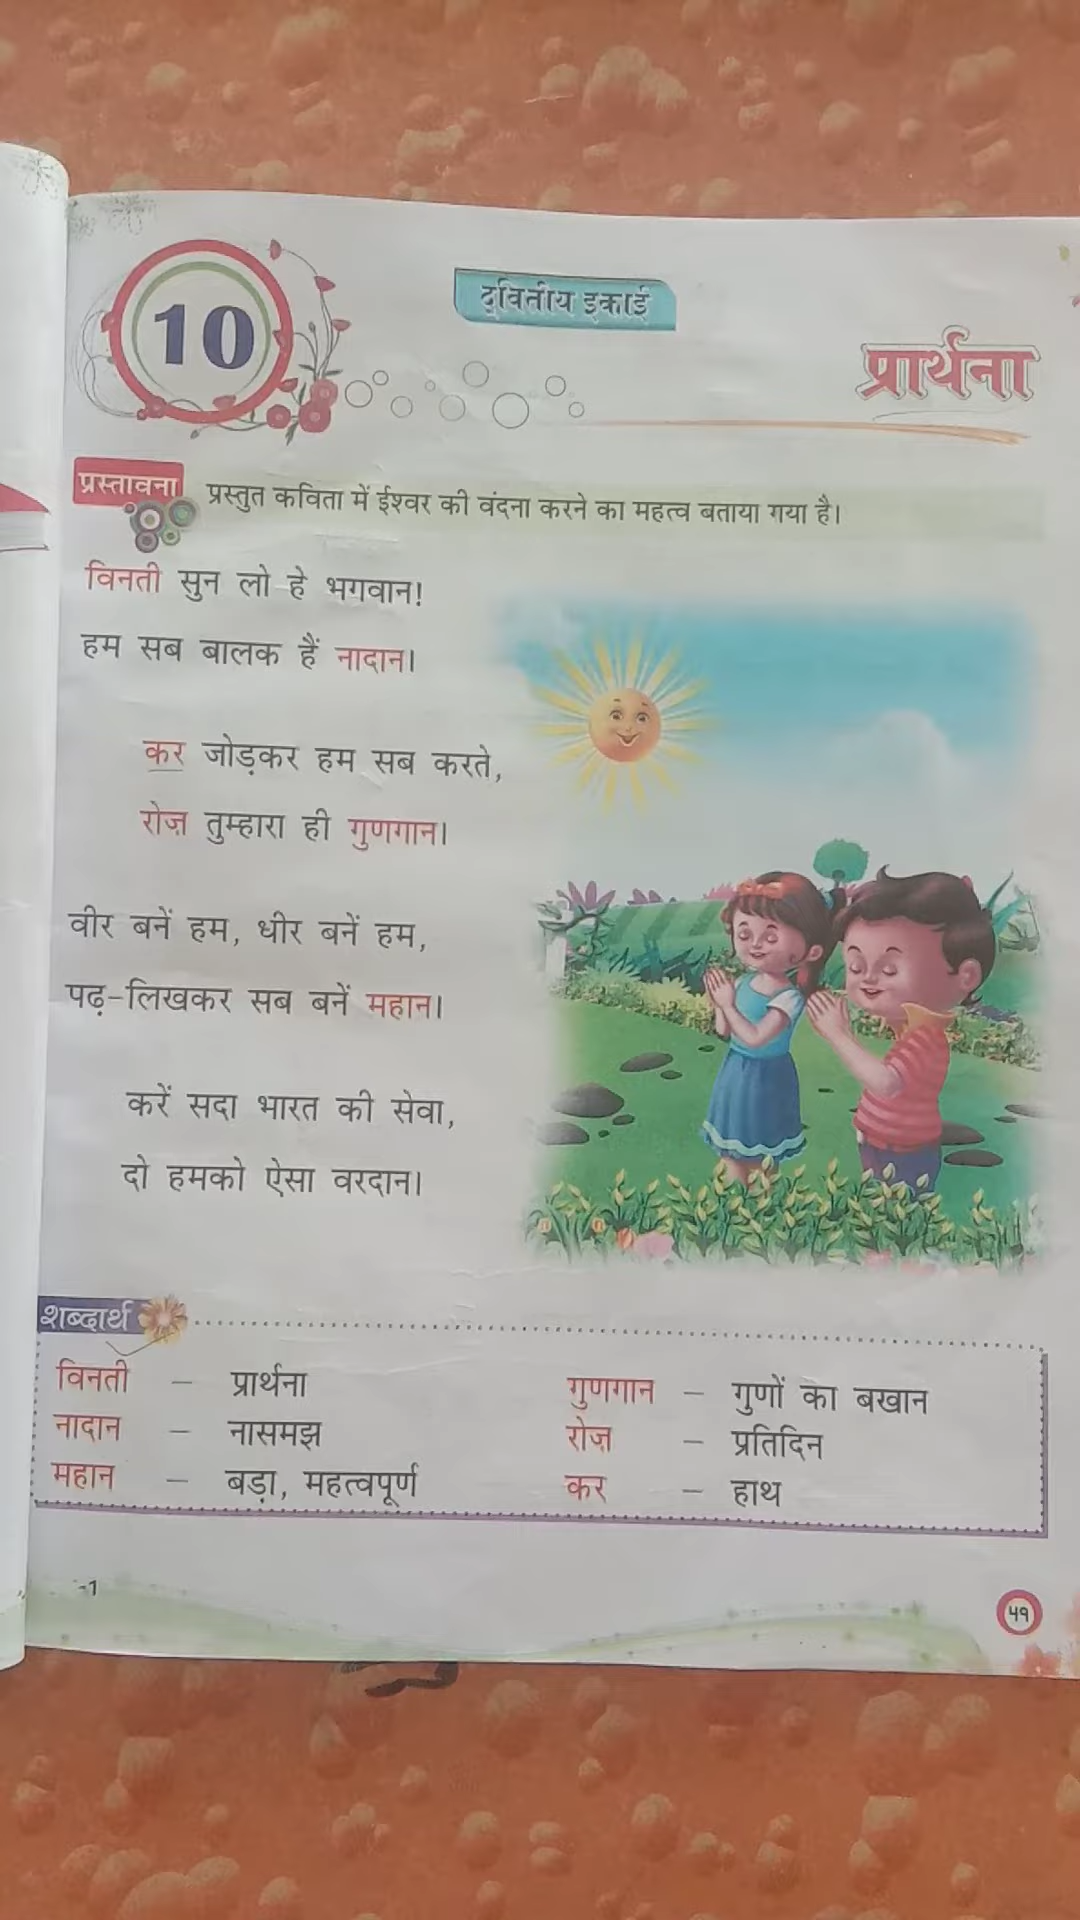 10
द्वितीय इकाई
प्रार्थना
प्रस्तावना
प्रस्तुत कविता में ईश्वर की वंदना करने का महत्व बताया गया है।
विनती सुन लो हे भगवान!
हम सब बालक हैं नादान।
कर जोड़कर हम सब करते,
रोज़ तुम्हारा ही गुणगान।
वीर बनें हम, धीर बनें हम,
पढ़-लिखकर सब बनें महान।
करें सदा भारत की सेवा,
दो हमको ऐसा वरदान।
शब्दार्थ
विनती – प्रार्थना गुणगान – गुणों का बखान
नादान – नासमझ रोज़ – प्रतिदिन
महान – बड़ा, महत्वपूर्ण कर – हाथ
-1
५१